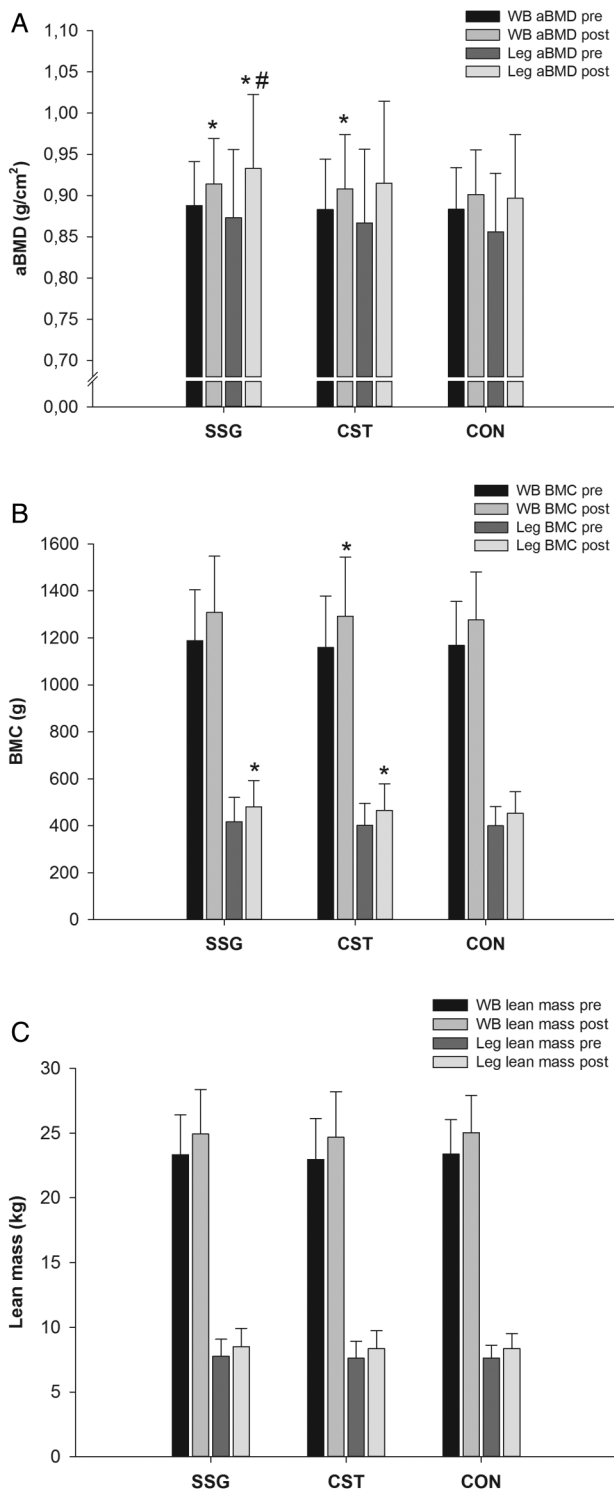 A
WB aBMD pre
WB aBMD post
Leg aBMD pre
Leg aBMD post
aBMD (g/cm²)
1,10
1,05
1,00
0,95
0,90
0,85
0,80
0,75
0,70
0,00
* * # *
SSG CST CON
B
WB BMC pre
WB BMC post
Leg BMC pre
Leg BMC post
BMC (g)
1600
1400
1200
1000
800
600
400
200
0
*
* *
SSG CST CON
C
WB lean mass pre
WB lean mass post
Leg lean mass pre
Leg lean mass post
Lean mass (kg)
30
25
20
15
10
5
0
SSG CST CON